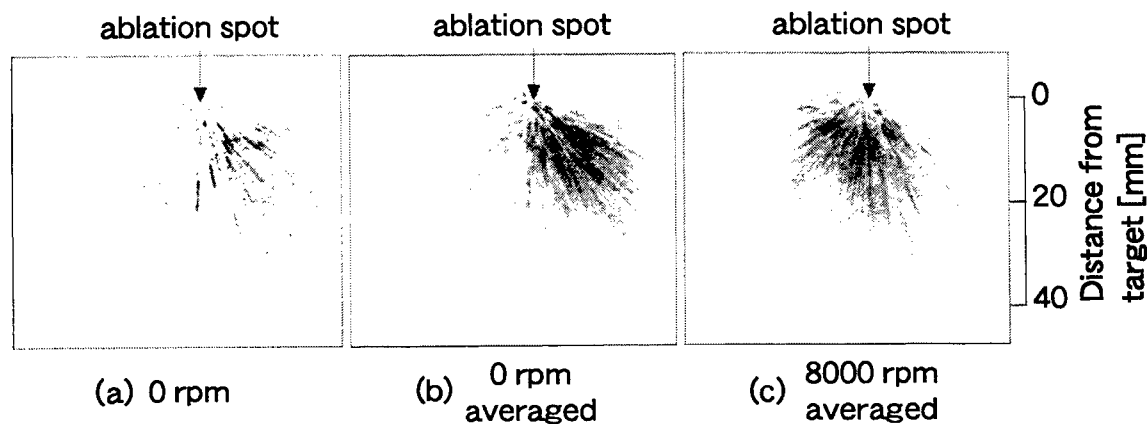 ablation spot
ablation spot
ablation spot
0
20
40
Distance from
target [mm]
(a) 0 rpm
(b) 0 rpm
averaged
(c) 8000 rpm
averaged